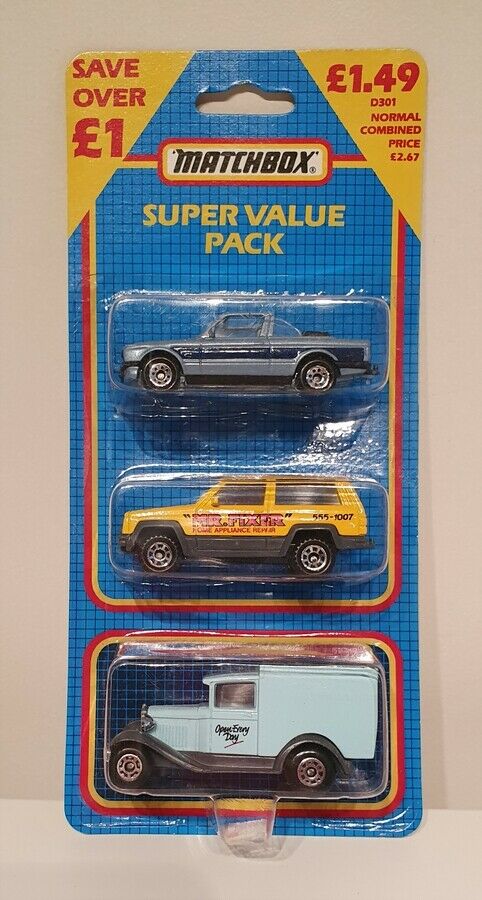 SAVE
OVER
£1
£1.49
D301
NORMAL
COMBINED
PRICE
£2.67
"MATCHBOX"®
SUPER VALUE
PACK
"MR. FIXER"
HOME APPLIANCE REPAIR
555-1007
Open Every
Day